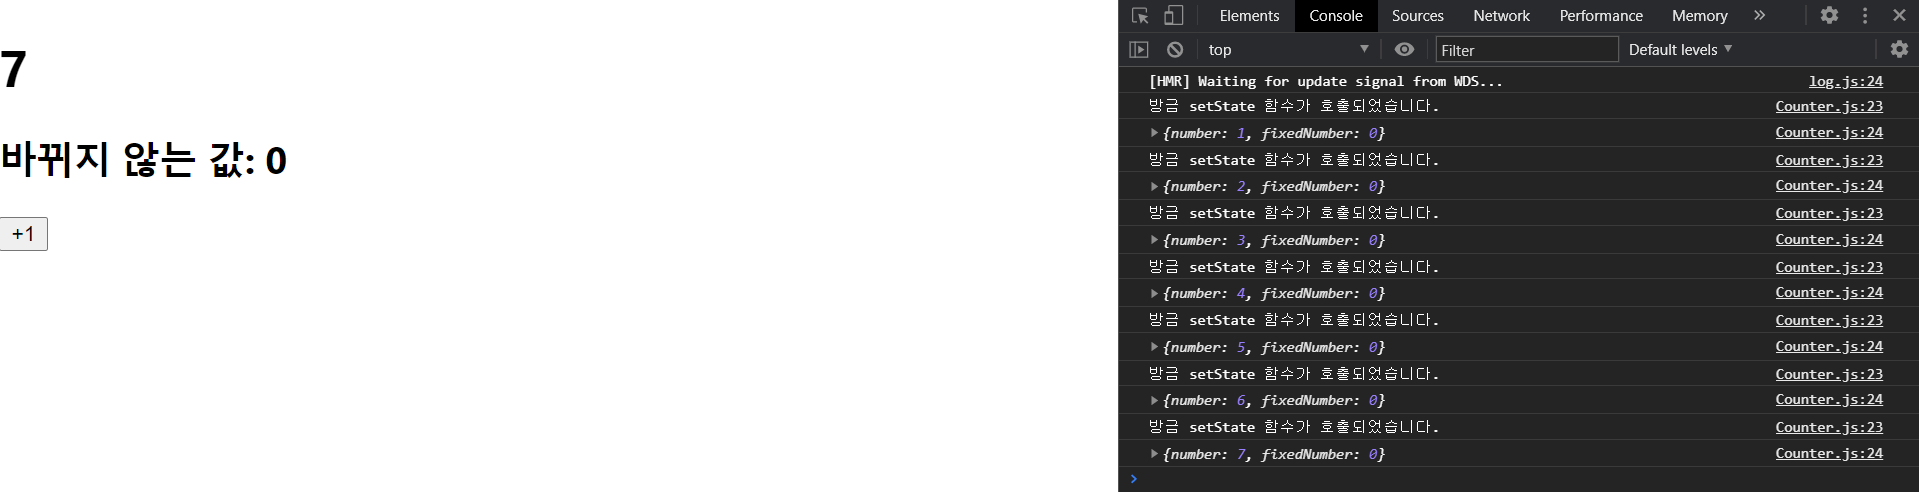 7
바뀌지 않는 값: 0
+1
Elements Console Sources Network Performance Memory »
top Filter Default levels
[HMR] Waiting for update signal from WDS... log.js:24
방금 setState 함수가 호출되었습니다. Counter.js:23
{number: 1, fixedNumber: 0} Counter.js:24
방금 setState 함수가 호출되었습니다. Counter.js:23
{number: 2, fixedNumber: 0} Counter.js:24
방금 setState 함수가 호출되었습니다. Counter.js:23
{number: 3, fixedNumber: 0} Counter.js:24
방금 setState 함수가 호출되었습니다. Counter.js:23
{number: 4, fixedNumber: 0} Counter.js:24
방금 setState 함수가 호출되었습니다. Counter.js:23
{number: 5, fixedNumber: 0} Counter.js:24
방금 setState 함수가 호출되었습니다. Counter.js:23
{number: 6, fixedNumber: 0} Counter.js:24
방금 setState 함수가 호출되었습니다. Counter.js:23
{number: 7, fixedNumber: 0} Counter.js:24